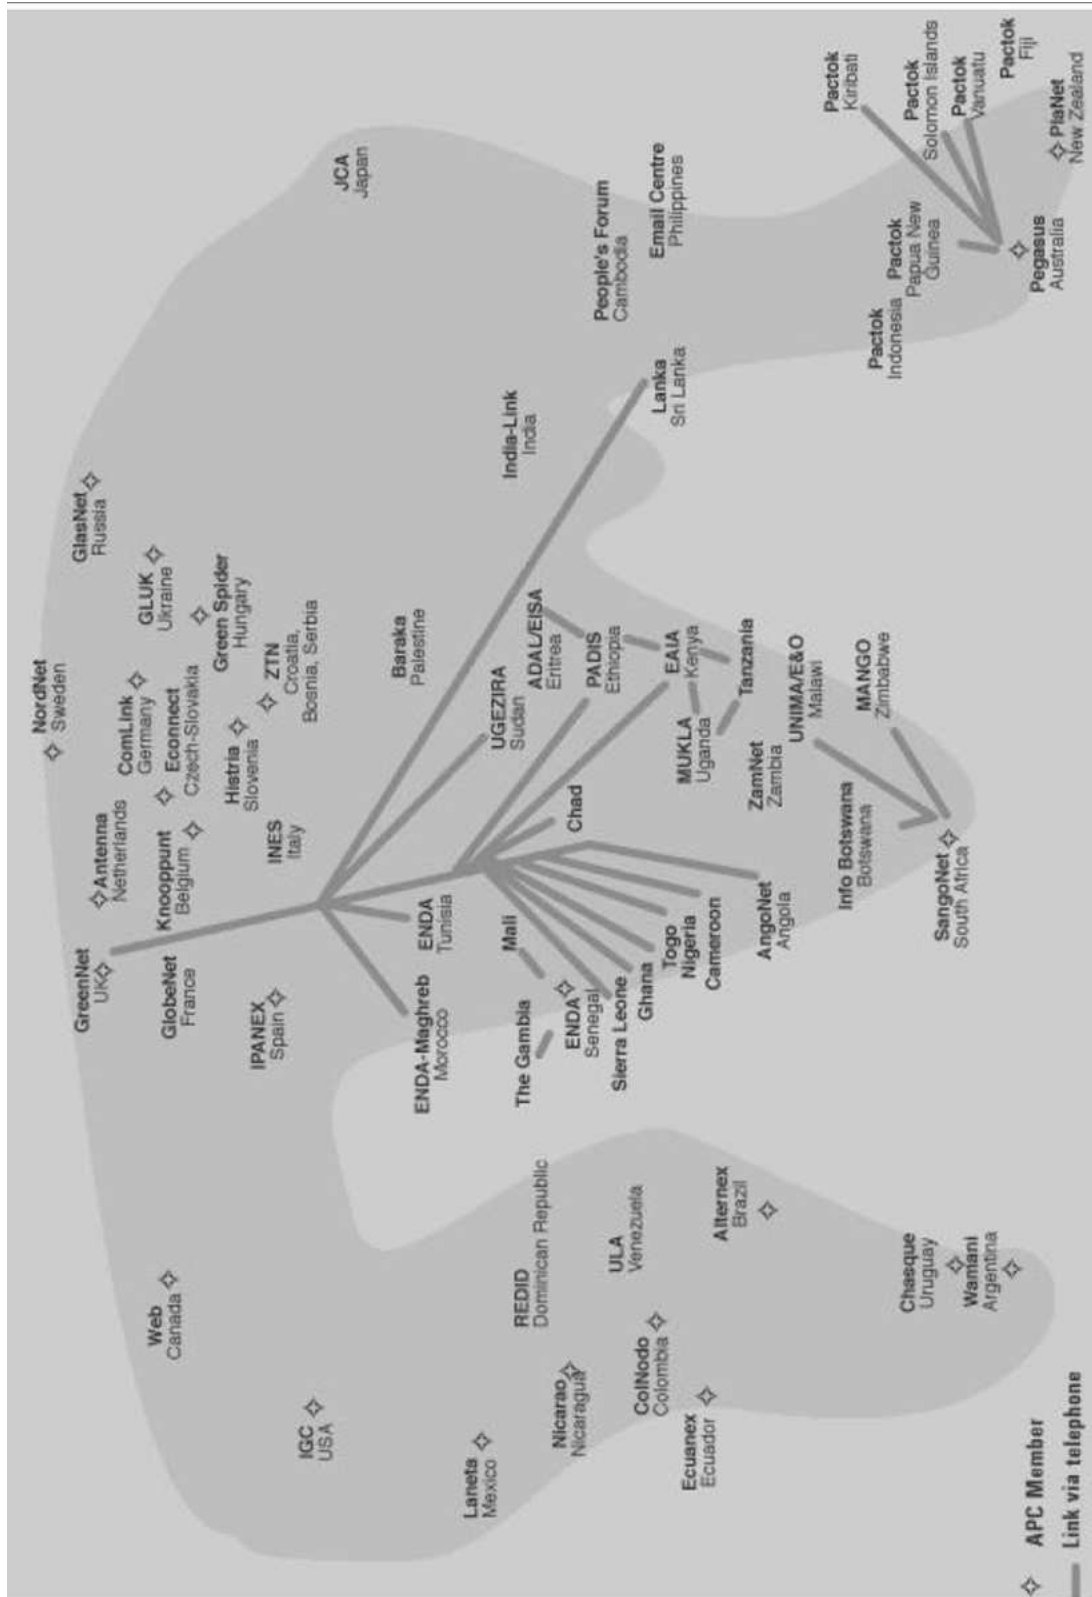 NordNet
Sweden
GreenNet
UK
Antenna
Netherlands
GlasNet
Russia
ComLink
Germany
GLUK
Ukraine
Web
Canada
GlobeNet
France
Knooppunt
Belgium
Econnect
Czech-Slovakia
Green Spider
Hungary
Histria
Slovenia
ZTN
Croatia,
Bosnia, Serbia
IPANEX
Spain
INES
Italy
IGC
USA
JCA
Japan
Baraka
Palestine
ENDA-Maghreb
Morocco
ENDA
Tunisia
Laneta
Mexico
UGEZIRA
Sudan
India-Link
India
REDID
Dominican Republic
The Gambia
Mali
ADAL/EISA
Eritrea
Nicarao
Nicaragua
ENDA
Senegal
Chad
PADIS
Ethiopia
People's Forum
Cambodia
ULA
Venezuela
Sierra Leone
Ghana
Togo
Nigeria
Cameroon
ColNodo
Colombia
Lanka
Sri Lanka
Email Centre
Philippines
EAIA
Kenya
MUKLA
Uganda
Tanzania
Ecuanex
Ecuador
Alternex
Brazil
AngoNet
Angola
ZamNet
Zambia
UNIMA/E&O
Malawi
Info Botswana
Botswana
MANGO
Zimbabwe
Pactok
Kiribati
Pactok
Indonesia
Pactok
Papua New
Guinea
Pactok
Solomon Islands
Pactok
Vanuatu
Pactok
Fiji
Chasque
Uruguay
SangoNet
South Africa
Wamani
Argentina
Pegasus
Australia
PlaNet
New Zealand
APC Member
Link via telephone